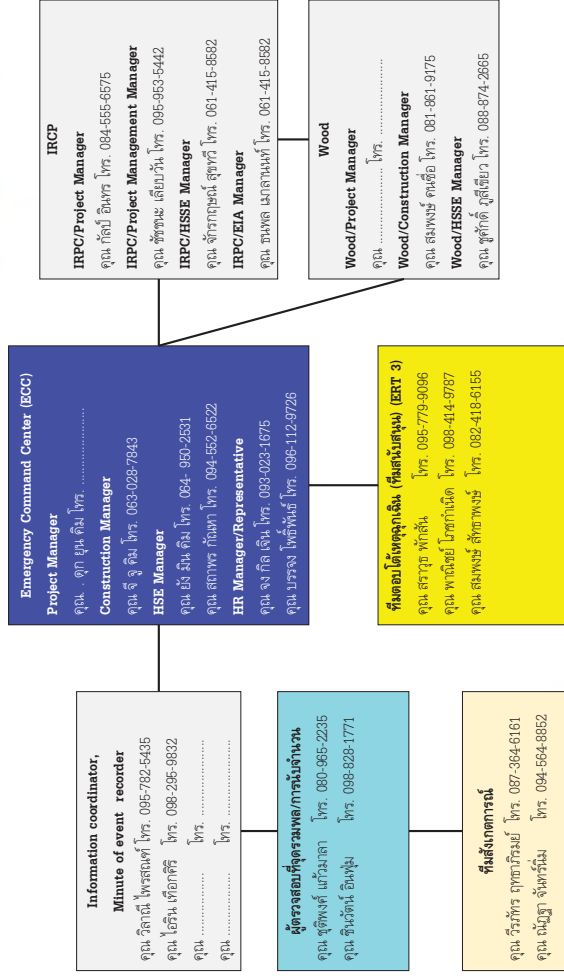 Information coordinator,
Minute of event recorder
คุณ วิลาณี ไพรสณฑ์ โทร. 095-782-5435
คุณ ไอริน เทือกศิริ โทร. 098-295-9832
คุณ .................. โทร. ..................
คุณ .................. โทร. ..................
ผู้ตรวจสอบที่จุดรวมพล/การนับจำนวน
คุณ ชุติพงค์ แก้วมาลา โทร. 080-965-2235
คุณ ชินวัตน์ อินฟุ่ม โทร. 098-828-1771
ทีมสังเกตการณ์
คุณ วีรภัทร ฤทธาภิรมย์ โทร. 087-364-6161
คุณ ณัฏฐา จันทร์นิ่ม โทร. 094-564-8852
Emergency Command Center (ECC)
Project Manager
คุณ. . ดุก ยุน คิม โทร. ........................
Construction Manager
คุณ จี จู คิม โทร. 063-028-7843
HSE Manager
คุณ ยัง มิน คิม โทร. 064- 950-2531
คุณ สถาพร กัณหา โทร. 094-552-6522
HR Manager/Representative
คุณ จง กิล เจิน โทร. 093-023-1675
คุณ บรรจง โพธิ์พันธ์ โทร. 096-112-9726
ทีมตอบโต้เหตุฉุกเฉิน (ทีมสนับสนุน) (ERT 3)
คุณ สราวุธ พักสัน โทร. 095-779-9096
คุณ พาณิชย์ โภชกำเนิด โทร. 098-414-9787
คุณ สมพงษ์ สัทธาพงษ์ โทร. 082-418-6155
IRCP
IRPC/Project Manager
คุณ กัลป์ อินทร โทร. 084-555-6575
IRPC/Project Management Manager
คุณ ชัชชนะ เลียบวัน โทร. 095-953-5442
IRPC/HSSE Manager
คุณ จักรกฤษณ์ สุขทวี โทร. 061-415-8582
IRPC/EIA Manager
คุณ ธนพล เมกลานนท์ โทร. 061-415-8582
Wood
Wood/Project Manager
คุณ ..................... โทร. .....................
Wood/Construction Manager
คุณ สมพงษ์ คนซื่อ โทร. 081-861-9175
Wood/HSSE Manager
คุณ ชูศักดิ์ ภูสีเขียว โทร. 088-874-2665